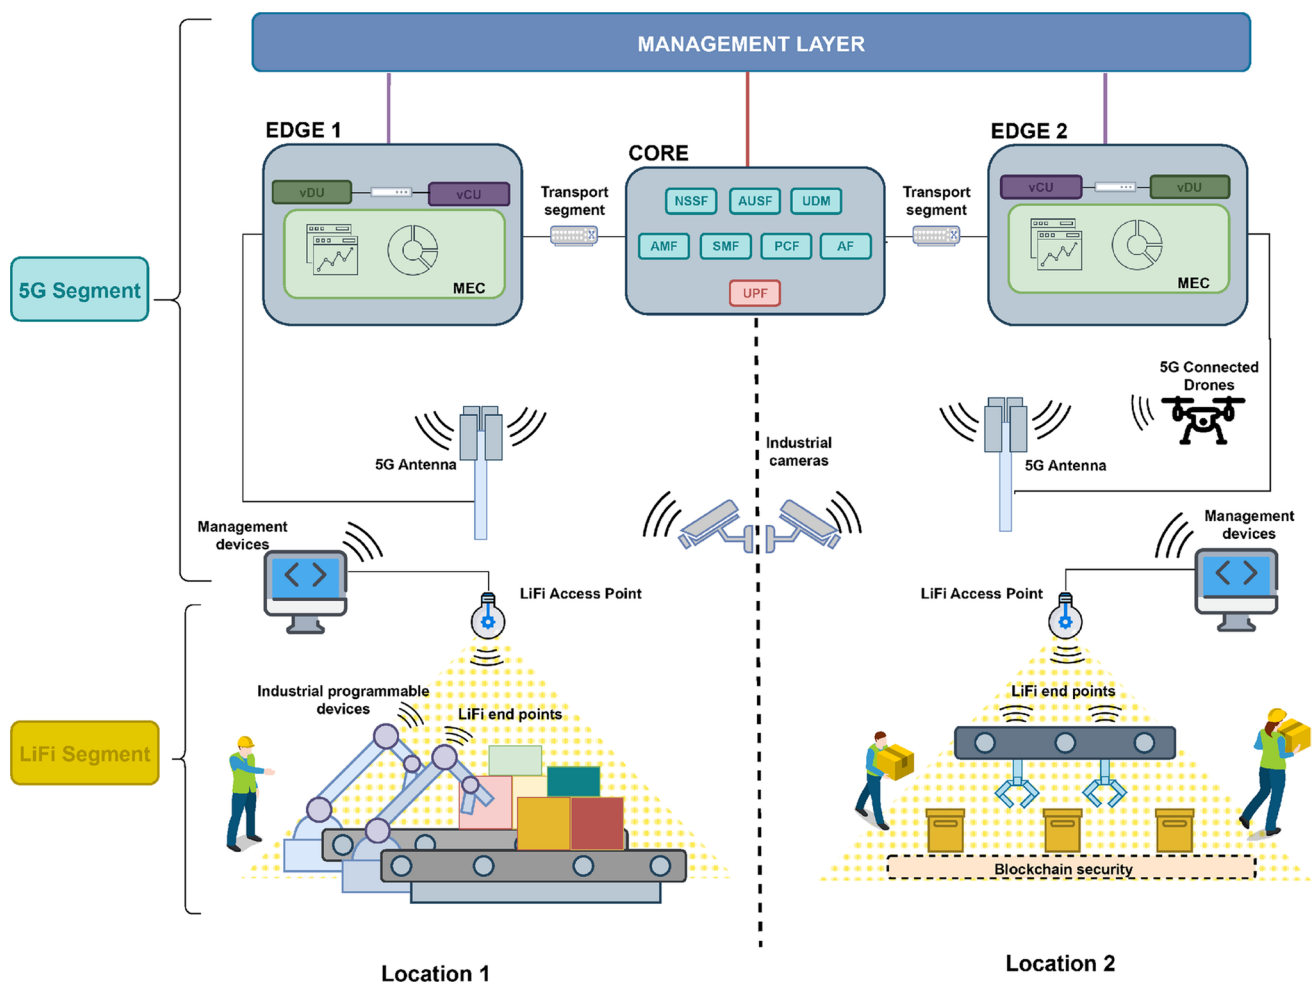 MANAGEMENT LAYER
EDGE 1
vDU
vCU
MEC
Transport
segment
CORE
NSSF
AUSF
UDM
AMF
SMF
PCF
AF
UPF
Transport
segment
EDGE 2
vCU
vDU
MEC
5G Segment
5G Antenna
Industrial
cameras
5G Antenna
5G Connected
Drones
Management
devices
LiFi Access Point
LiFi Access Point
Management
devices
LiFi Segment
Industrial programmable
devices
LiFi end points
LiFi end points
Blockchain security
Location 1
Location 2